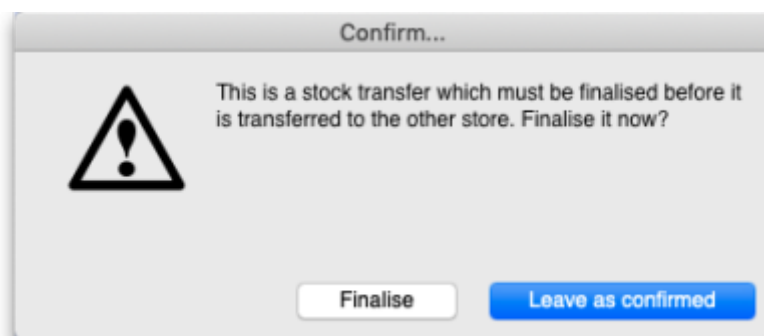 Confirm...
This is a stock transfer which must be finalised before it
is transferred to the other store. Finalise it now?
Finalise
Leave as confirmed